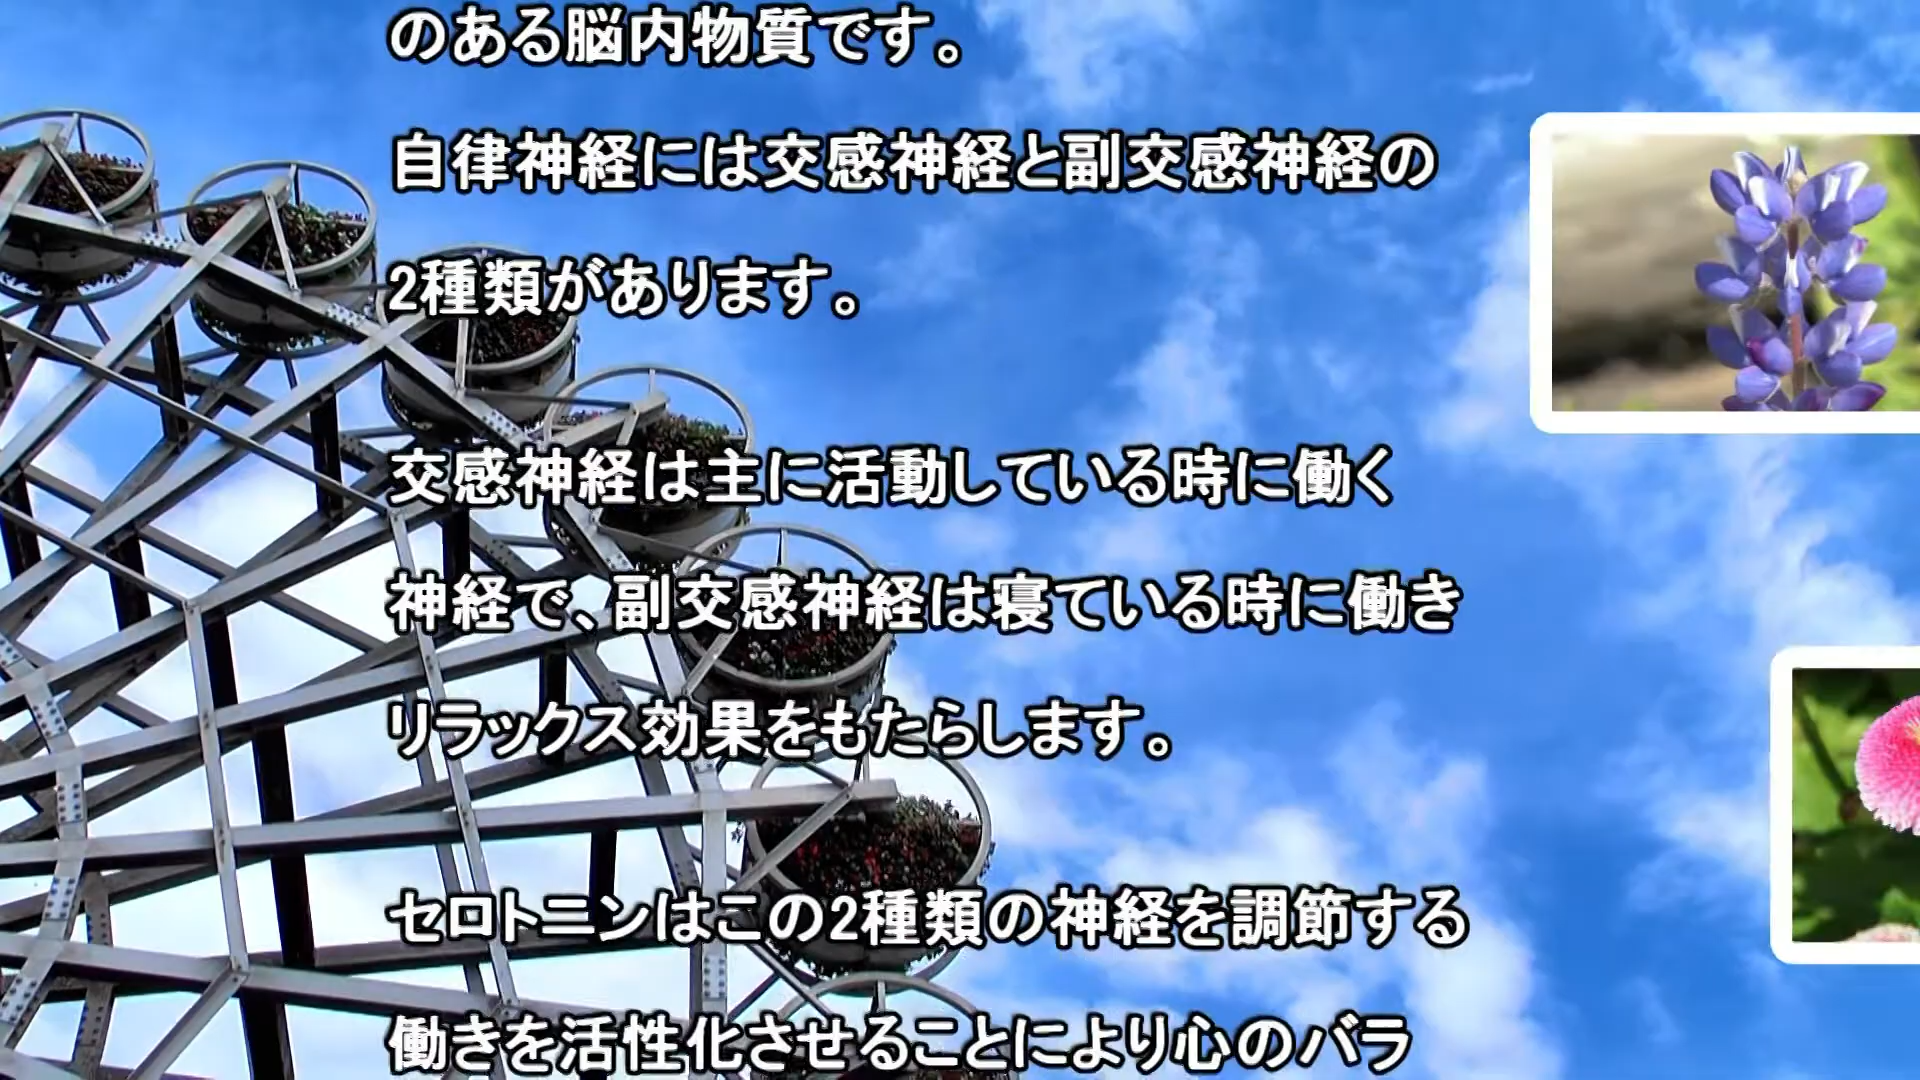 のある脳内物質です。
自律神経には交感神経と副交感神経の
2種類があります。
交感神経は主に活動している時に働く
神経で、副交感神経は寝ている時に働き
リラックス効果をもたらします。
セロトニンはこの2種類の神経を調節する
働きを活性化させることにより心のバラ